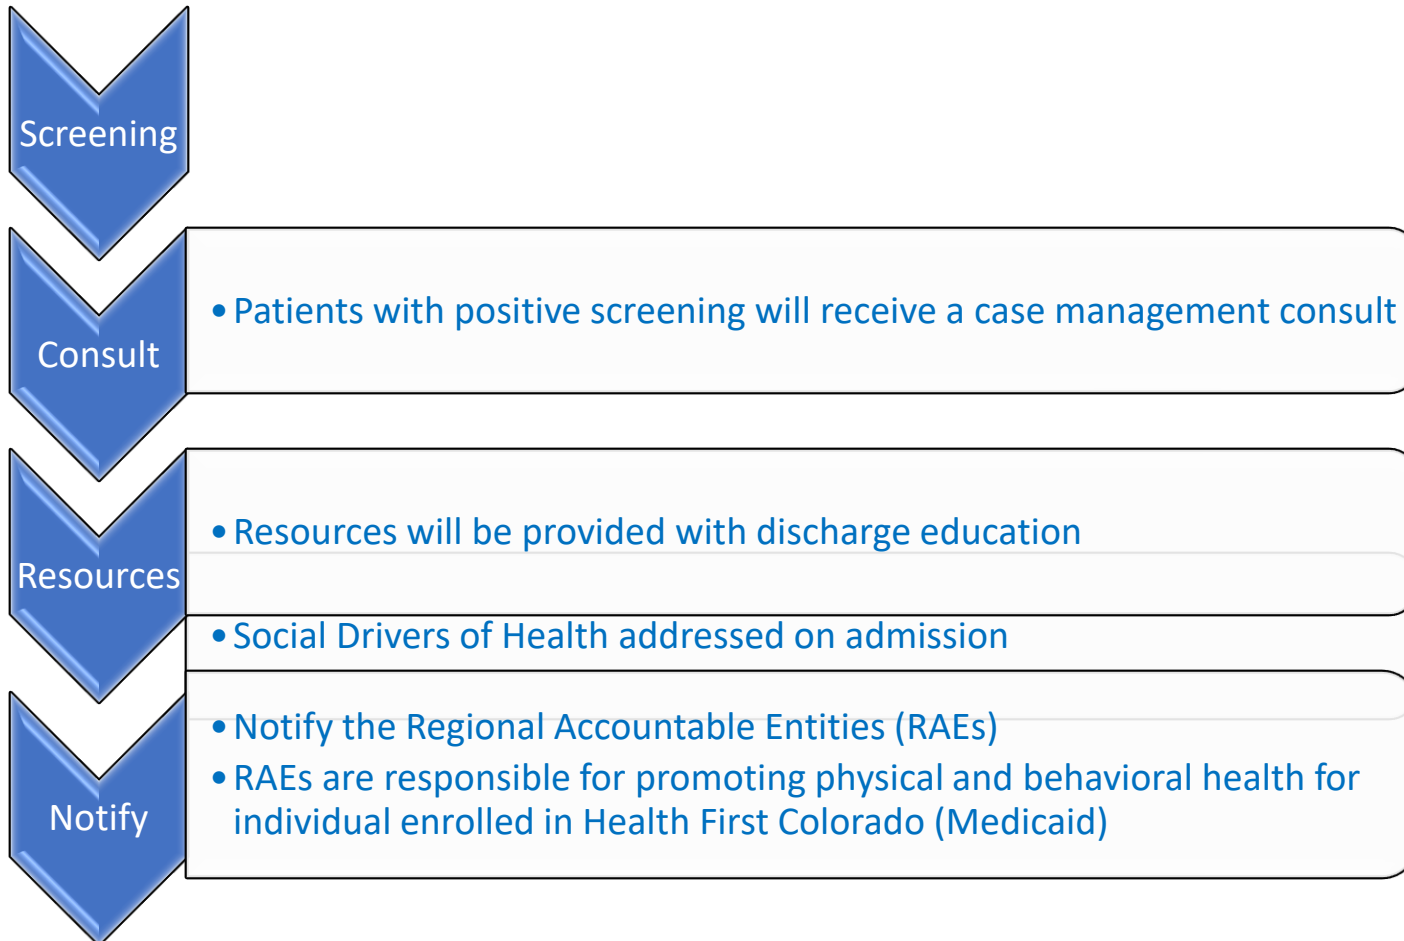 Screening
Consult
• Patients with positive screening will receive a case management consult
Resources
• Resources will be provided with discharge education
• Social Drivers of Health addressed on admission
Notify
• Notify the Regional Accountable Entities (RAEs)
• RAEs are responsible for promoting physical and behavioral health for
individual enrolled in Health First Colorado (Medicaid)